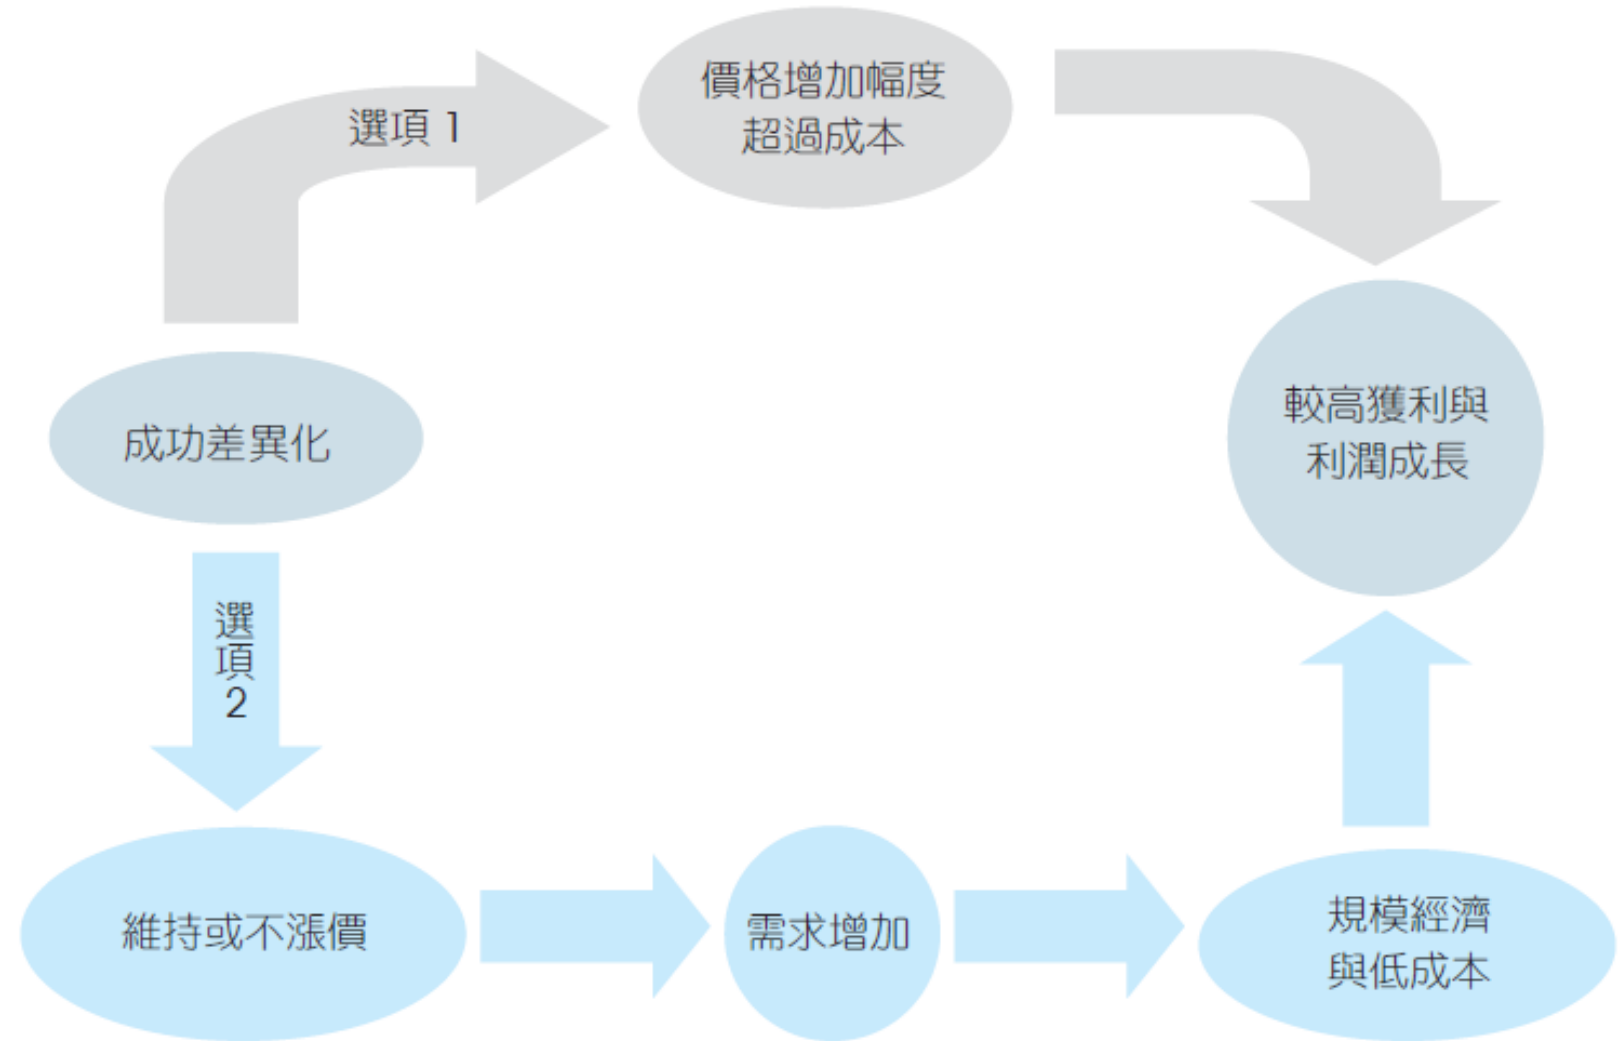 選項 1
價格增加幅度
超過成本
成功差異化
較高獲利與
利潤成長
選項2
維持或不漲價
需求增加
規模經濟
與低成本